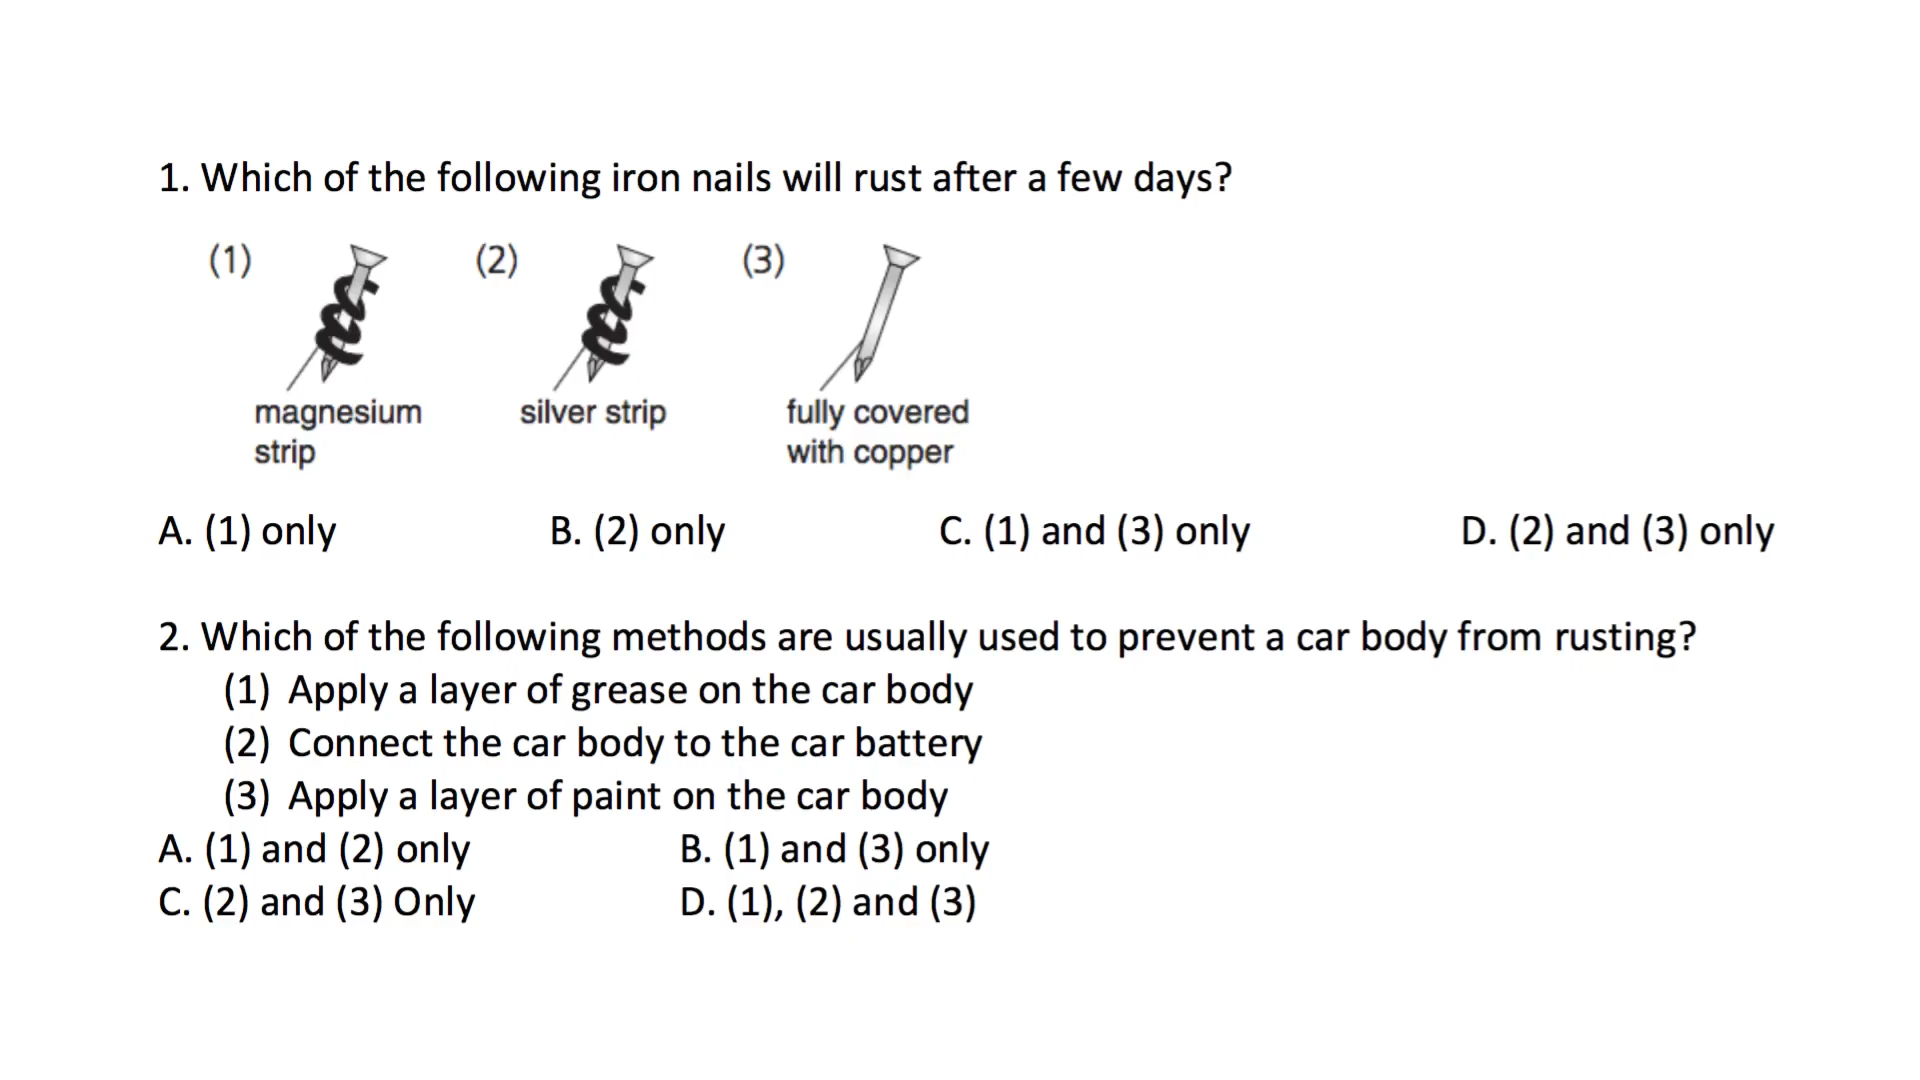 1. Which of the following iron nails will rust after a few days?
(1) (2) (3)
magnesium strip silver strip fully covered with copper
A. (1) only B. (2) only C. (1) and (3) only D. (2) and (3) only
2. Which of the following methods are usually used to prevent a car body from rusting?
(1) Apply a layer of grease on the car body
(2) Connect the car body to the car battery
(3) Apply a layer of paint on the car body
A. (1) and (2) only B. (1) and (3) only
C. (2) and (3) Only D. (1), (2) and (3)